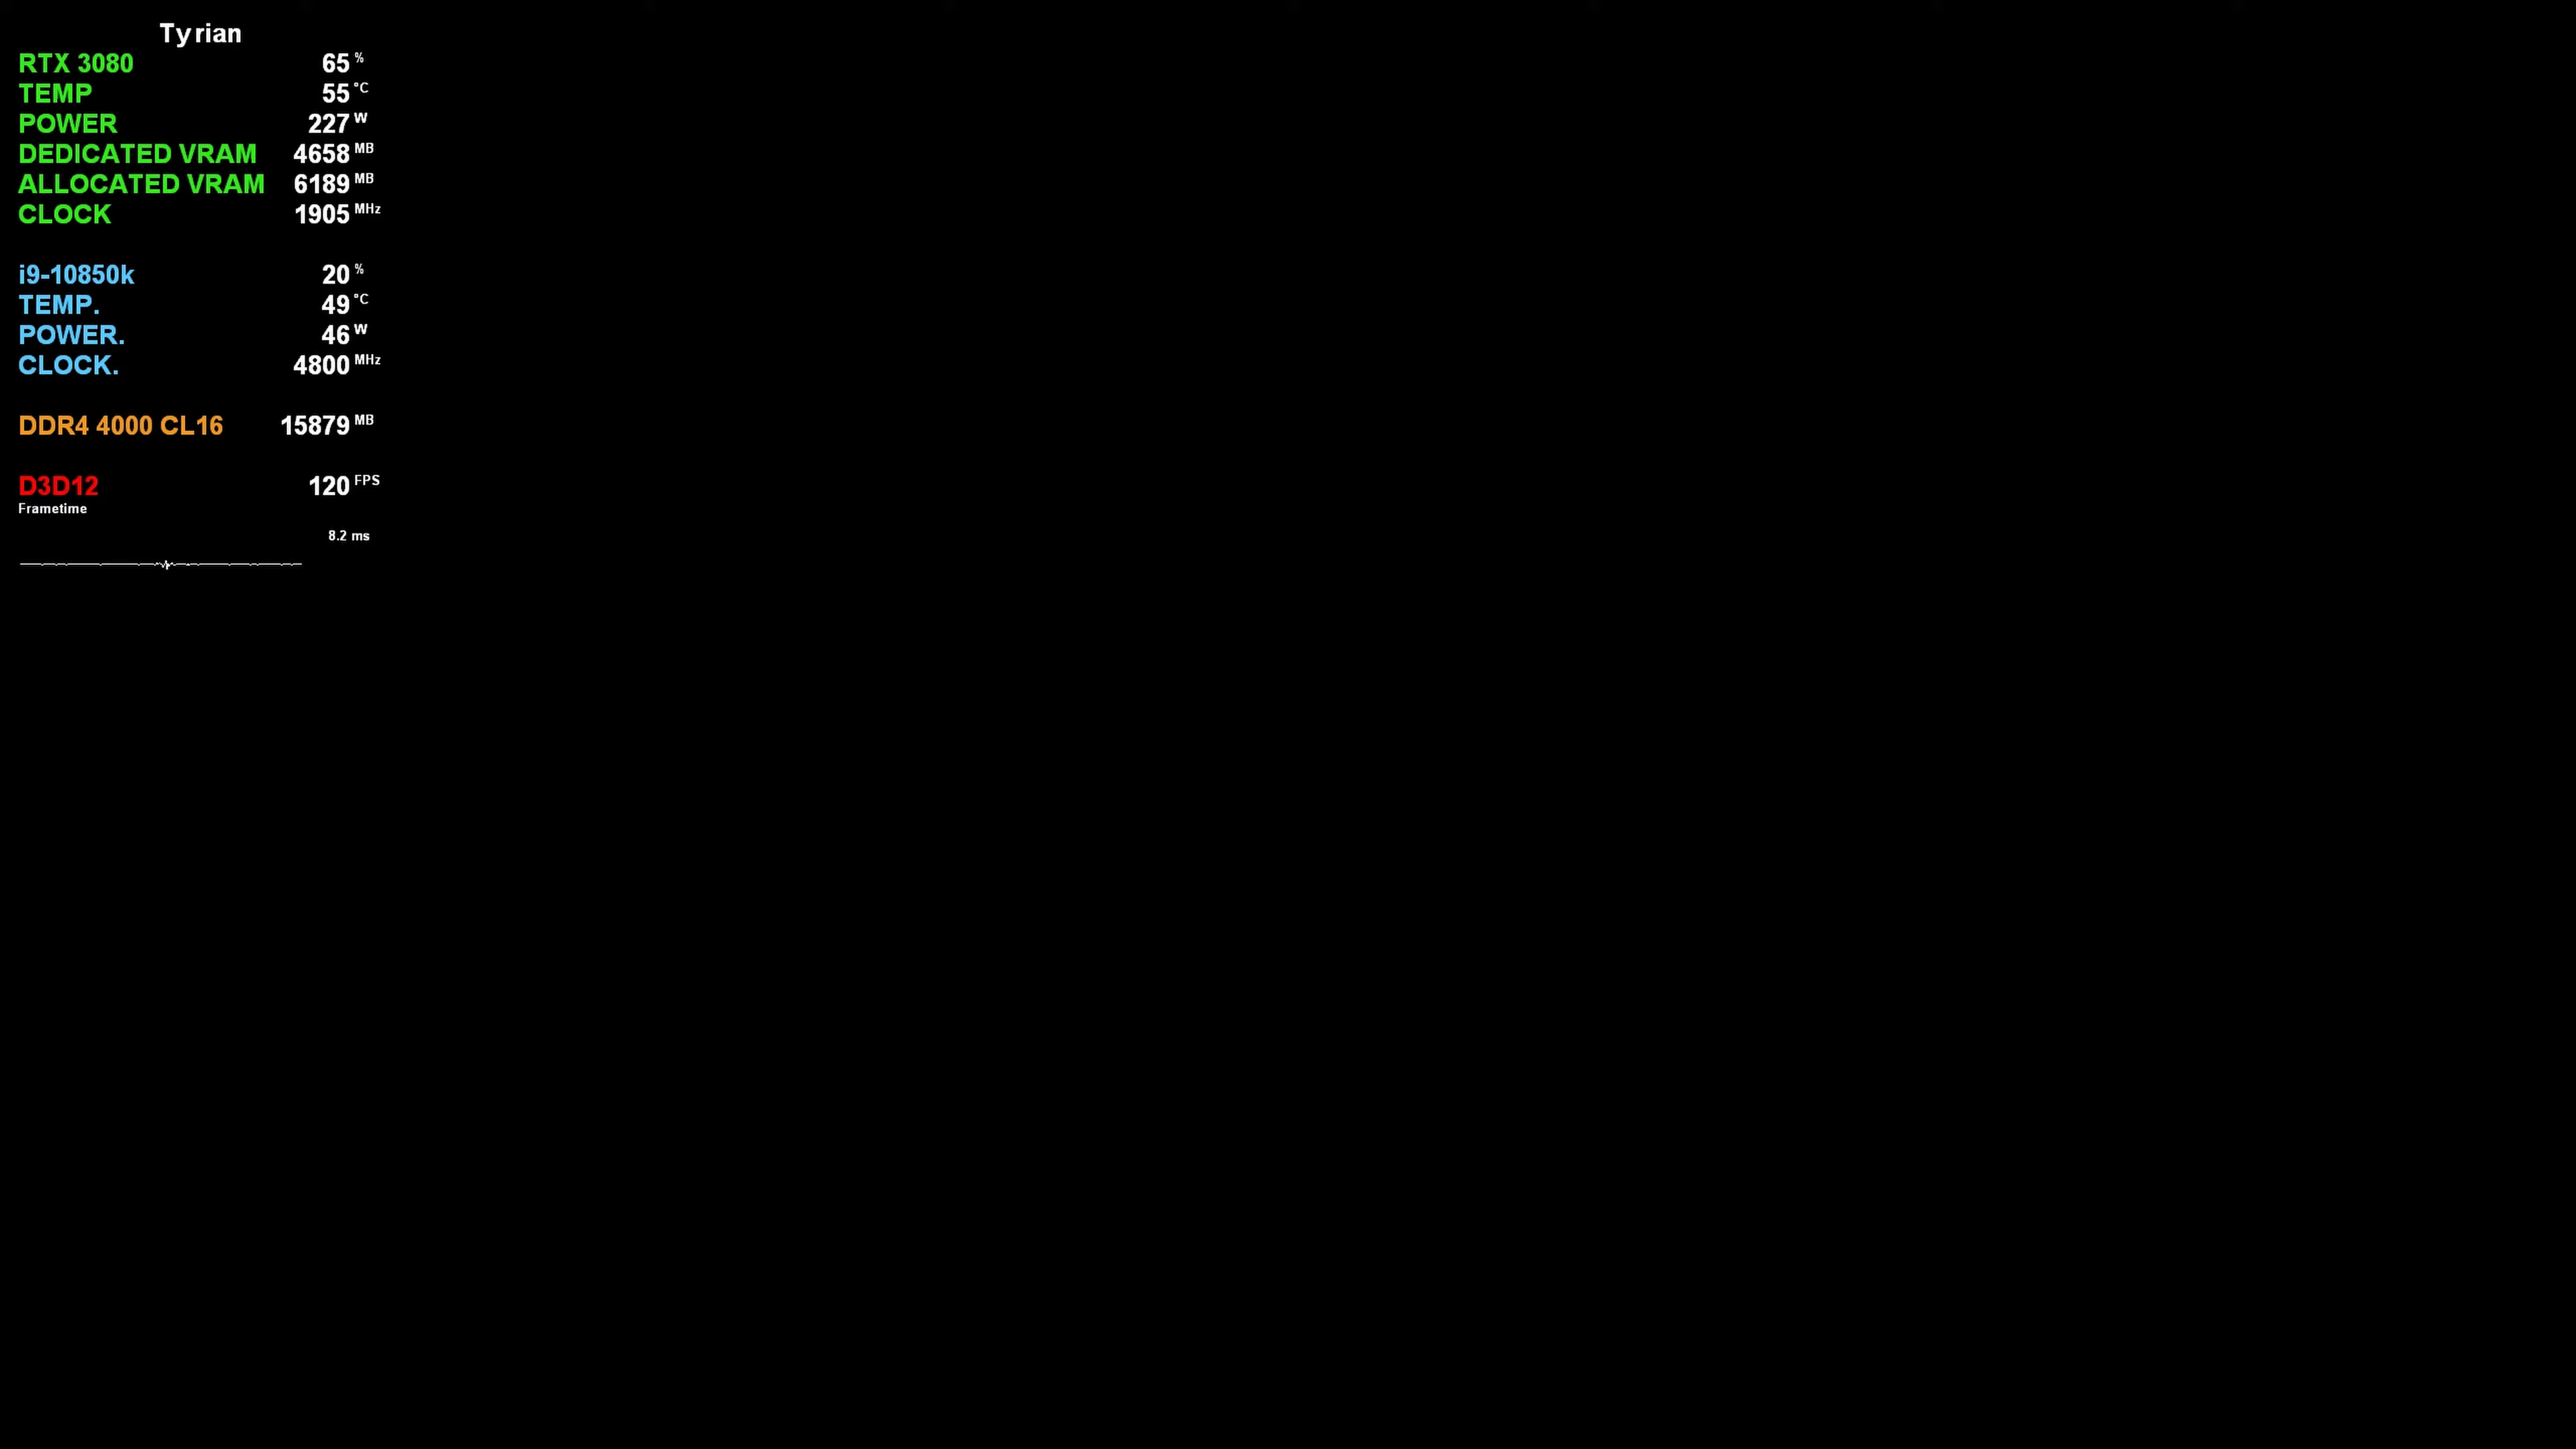 Tyrian
RTX 3080 65 %
TEMP 55 °C
POWER 227 W
DEDICATED VRAM 4658 MB
ALLOCATED VRAM 6189 MB
CLOCK 1905 MHz
i9-10850k 20 %
TEMP. 49 °C
POWER. 46 W
CLOCK. 4800 MHz
DDR4 4000 CL16 15879 MB
D3D12 120 FPS
Frametime
8.2 ms